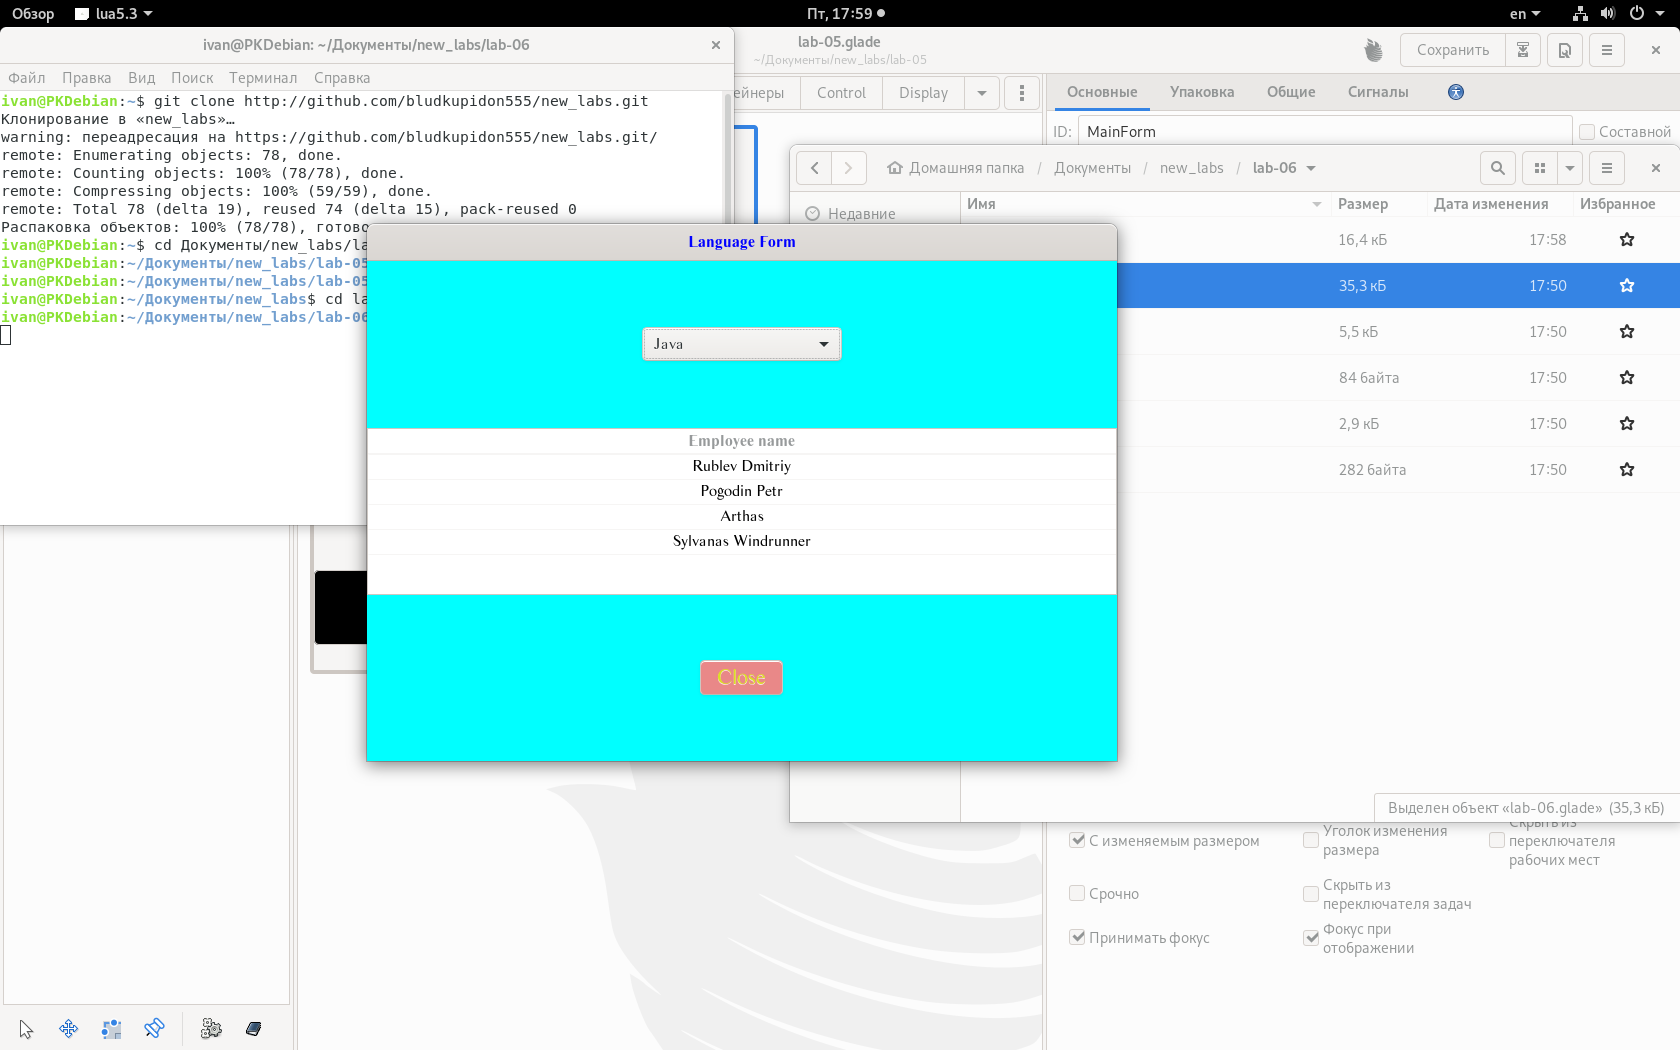 Обзор
lua5.3
Пт, 17:59
en
ivan@PKDebian: ~/Документы/new_labs/lab-06
Файл Правка Вид Поиск Терминал Справка
ivan@PKDebian:~$ git clone http://github.com/bludkupidon555/new_labs.git
Клонирование в «new_labs»…
warning: переадресация на https://github.com/bludkupidon555/new_labs.git/
remote: Enumerating objects: 78, done.
remote: Counting objects: 100% (78/78), done.
remote: Compressing objects: 100% (59/59), done.
remote: Total 78 (delta 19), reused 74 (delta 15), pack-reused 0
Распаковка объектов: 100% (78/78), готово
ivan@PKDebian:~$ cd Документы/new_labs/la
ivan@PKDebian:~/Документы/new_labs/lab-05
ivan@PKDebian:~/Документы/new_labs/lab-05
ivan@PKDebian:~/Документы/new_labs$ cd la
ivan@PKDebian:~/Документы/new_labs/lab-06
lab-05.glade
~/Документы/new_labs/lab-05
Сохранить
ейнеры Control Display
Основные Упаковка Общие Сигналы
ID: MainForm Составной
Домашняя папка / Документы / new_labs / lab-06
Недавние
Имя Размер Дата изменения Избранное
16,4 кБ 17:58
35,3 кБ 17:50
5,5 кБ 17:50
84 байта 17:50
2,9 кБ 17:50
282 байта 17:50
Выделен объект «lab-06.glade» (35,3 кБ)
Language Form
Java
Employee name
Rublev Dmitriy
Pogodin Petr
Arthas
Sylvanas Windrunner
Close
С изменяемым размером
Уголок изменения
размера
Скрыть из
переключателя
рабочих мест
Срочно
Скрыть из
переключателя задач
Принимать фокус
Фокус при
отображении